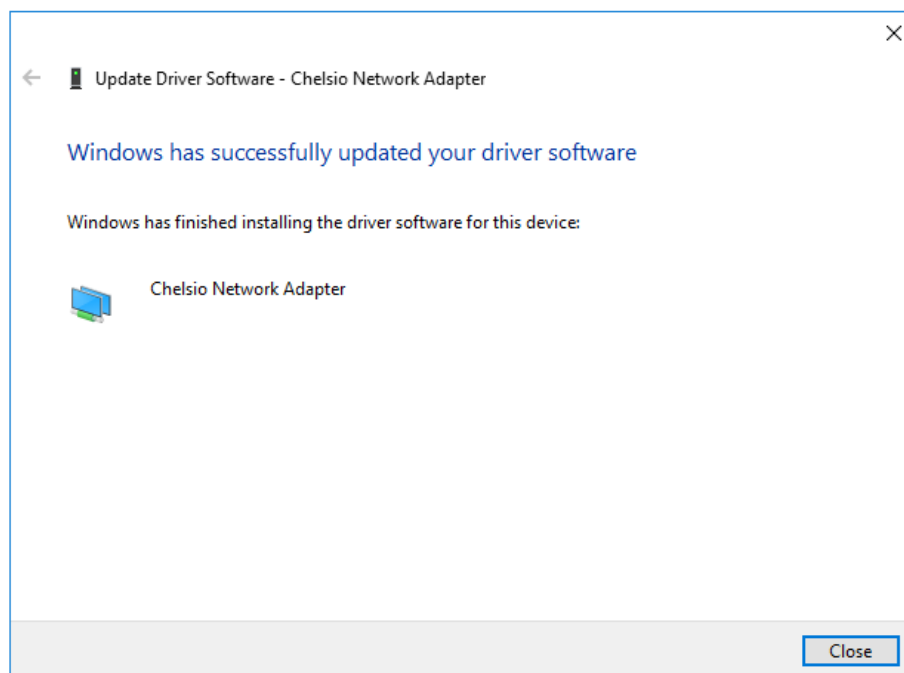 Update Driver Software - Chelsio Network Adapter
Windows has successfully updated your driver software
Windows has finished installing the driver software for this device:
Chelsio Network Adapter
Close